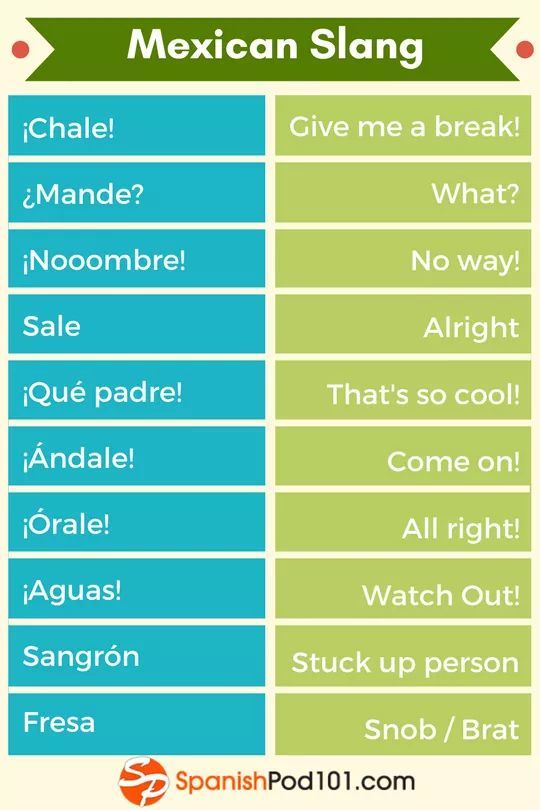 Mexican Slang
¡Chale! Give me a break!
¿Mande? What?
¡Nooombre! No way!
Sale Alright
¡Qué padre! That's so cool!
¡Ándale! Come on!
¡Órale! All right!
¡Aguas! Watch Out!
Sangrón Stuck up person
Fresa Snob / Brat
SP SpanishPod101.com